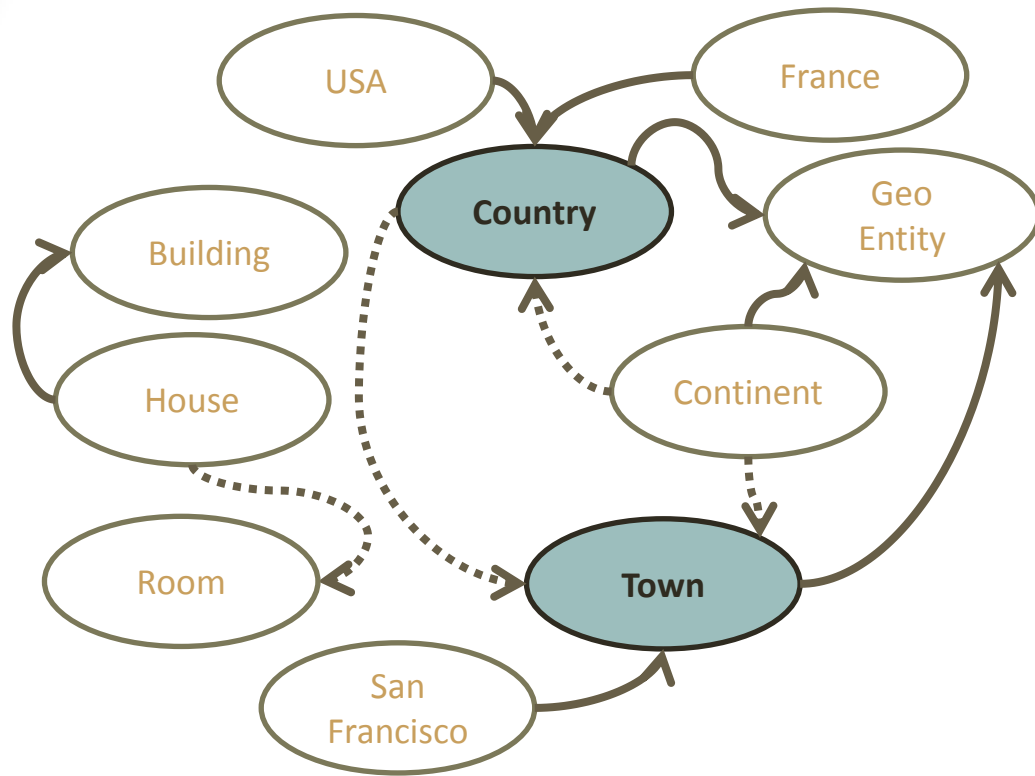 USA
France
Country
Geo
Entity
Building
House
Continent
Room
Town
San
Francisco